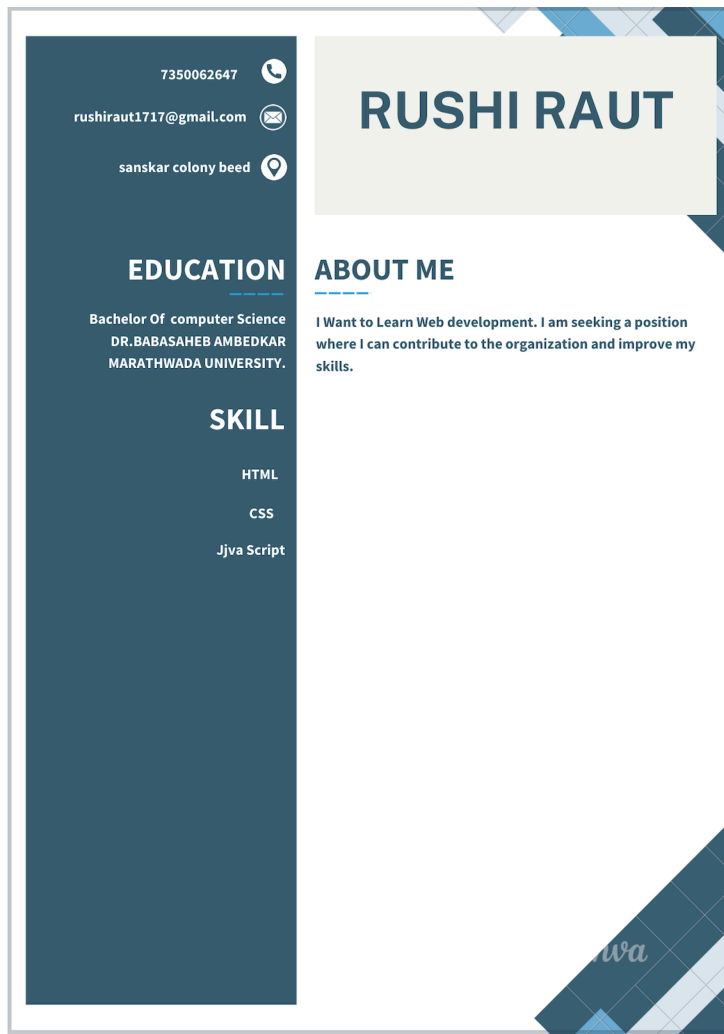 7350062647
rushiraut1717@gmail.com
sanskar colony beed
RUSHI RAUT
EDUCATION
Bachelor Of  computer Science
DR.BABASAHEB AMBEDKAR
MARATHWADA UNIVERSITY.
SKILL
HTML
CSS
Jjva Script
ABOUT ME
I Want to Learn Web development. I am seeking a position
where I can contribute to the organization and improve my
skills.